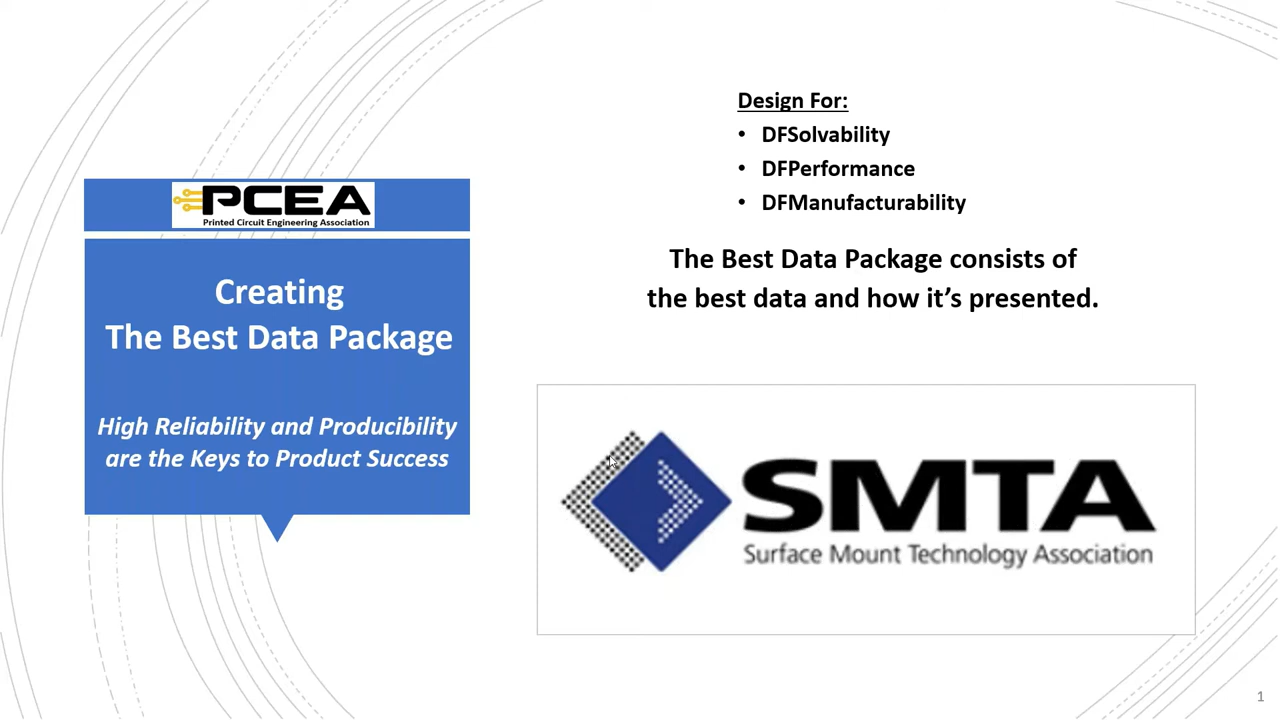 PCEA
Printed Circuit Engineering Association
Creating
The Best Data Package
High Reliability and Producibility
are the Keys to Product Success
Design For:
• DFSolvability
• DFPerformance
• DFManufacturability
The Best Data Package consists of
the best data and how it’s presented.
SMTA
Surface Mount Technology Association
1